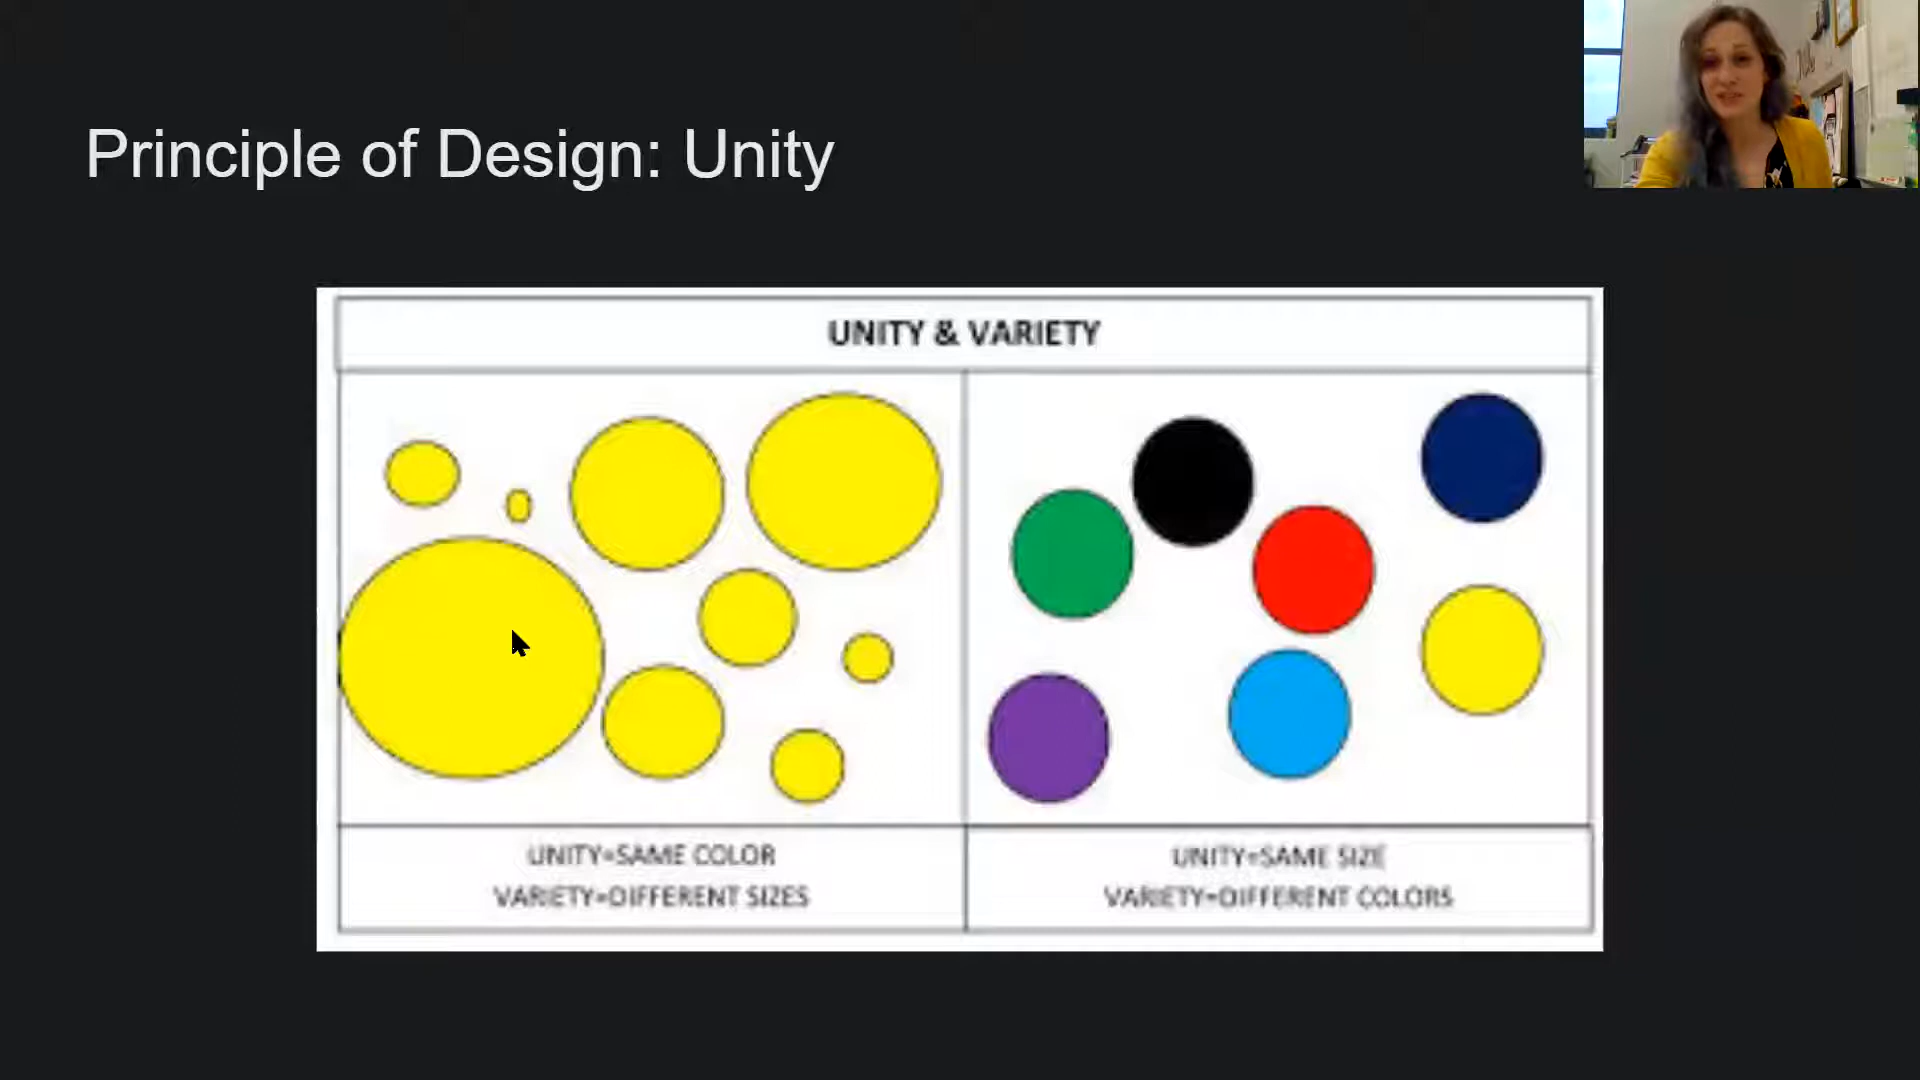 Principle of Design: Unity
UNITY & VARIETY
UNITY=SAME COLOR
VARIETY=DIFFERENT SIZES
UNITY=SAME SIZE
VARIETY=DIFFERENT COLORS